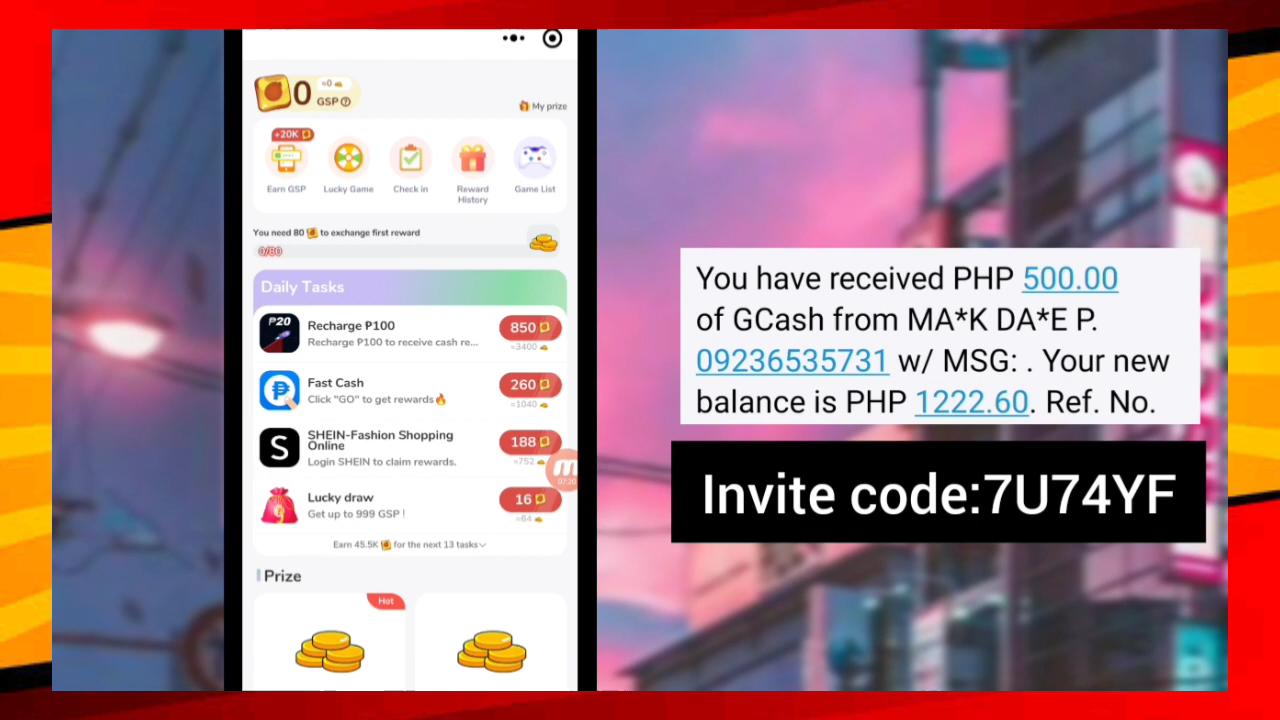 0
≈0
GSP?
My prize
+20K
Earn GSP
Lucky Game
Check in
Reward
History
Game List
You need 80 to exchange first reward
0/80
Daily Tasks
₱20
Recharge ₱100
Recharge ₱100 to receive cash re...
850
≈3400
Fast Cash
Click "GO" to get rewards
260
≈1040
S
SHEIN-Fashion Shopping
Online
Login SHEIN to claim rewards.
188
≈752
07:20
Lucky draw
Get up to 999 GSP !
16
≈64
Earn 45.5K for the next 13 tasks
Prize
Hot
You have received PHP 500.00
of GCash from MA*K DA*E P.
09236535731 w/ MSG: . Your new
balance is PHP 1222.60. Ref. No.
Invite code:7U74YF